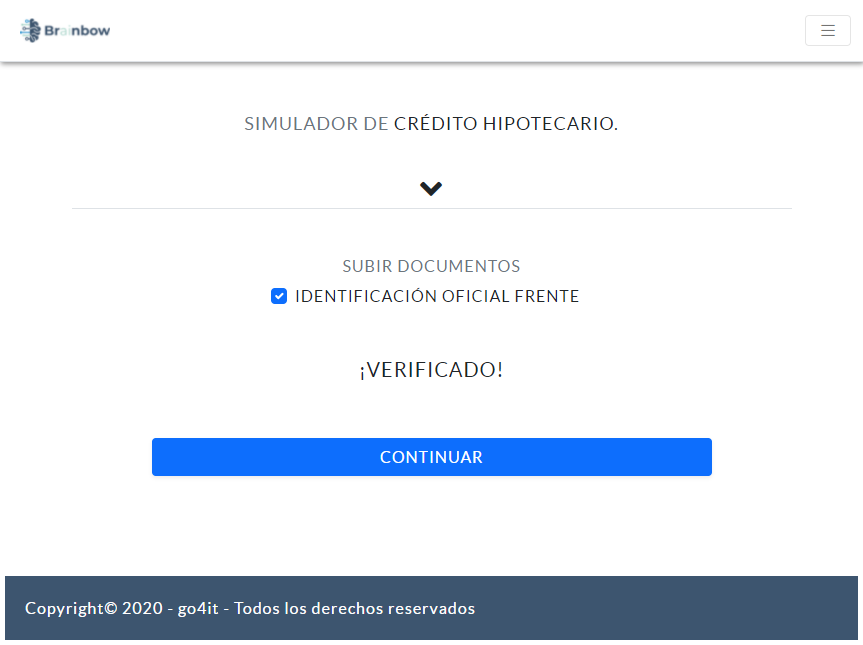 Brainbow
SIMULADOR DE CRÉDITO HIPOTECARIO.
SUBIR DOCUMENTOS
IDENTIFICACIÓN OFICIAL FRENTE
¡VERIFICADO!
CONTINUAR
Copyright© 2020 - go4it - Todos los derechos reservados